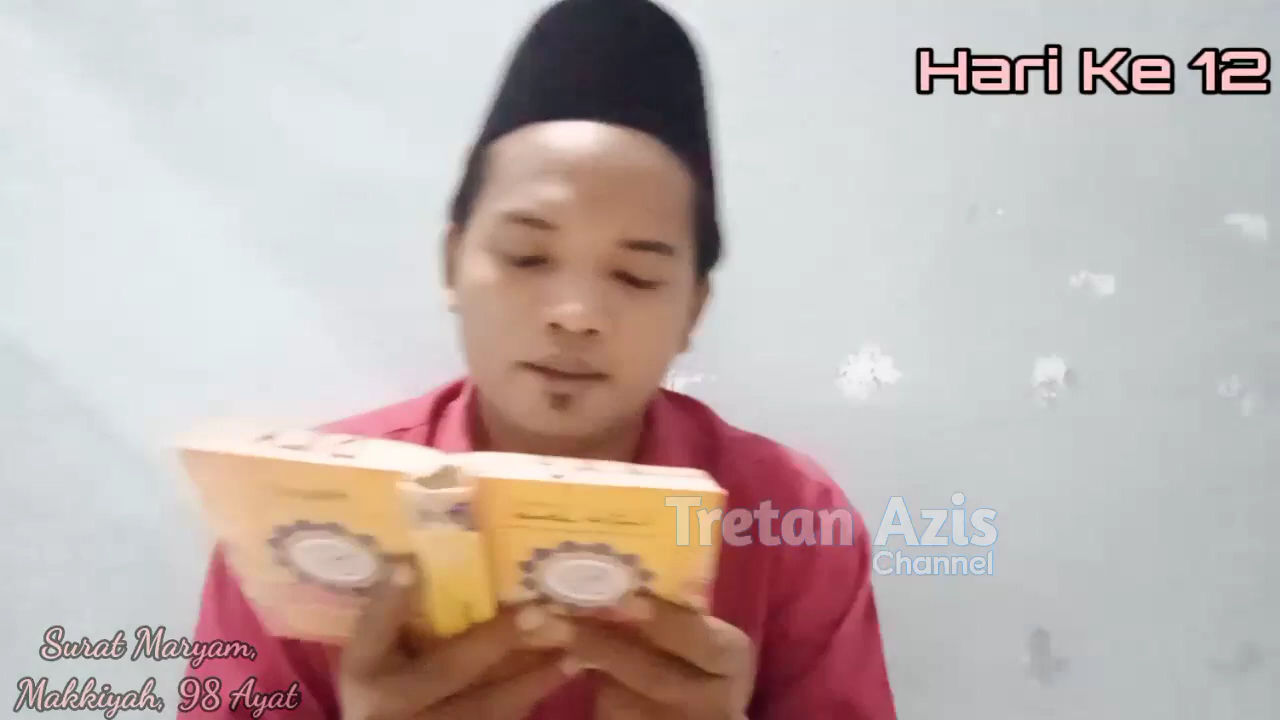 Hari Ke 12
Tretan Azis
Channel
Surat Maryam,
Makkiyah, 98 Ayat